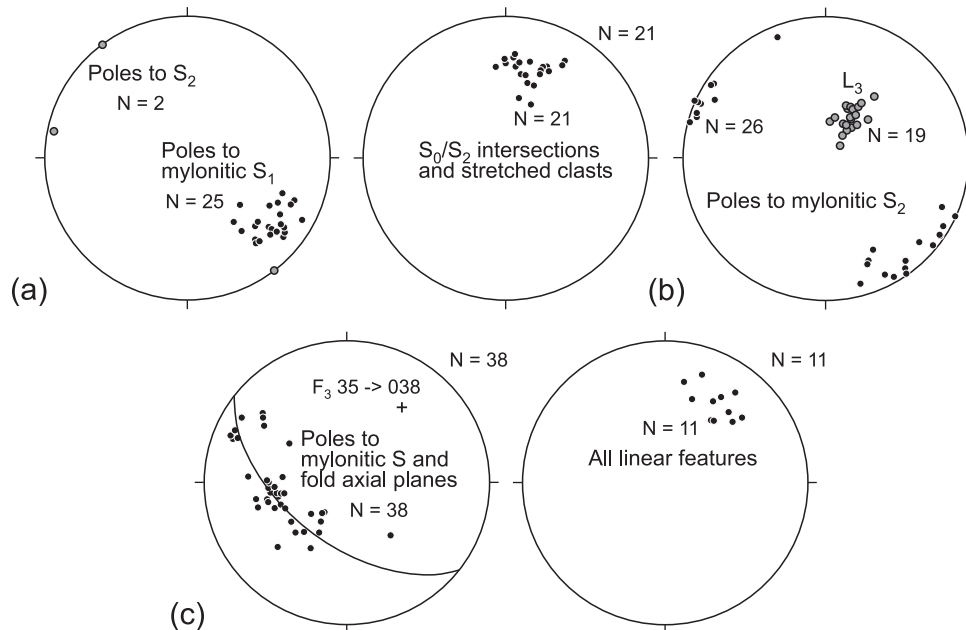 Poles to S₂
N = 2
Poles to
mylonitic S₁
N = 25
(a)
N = 21
N = 21
S₀/S₂ intersections
and stretched clasts
L₃
N = 26
N = 19
Poles to mylonitic S₂
(b)
N = 38
F₃ 35 -> 038
+
Poles to
mylonitic S and
fold axial planes
N = 38
(c)
N = 11
N = 11
All linear features